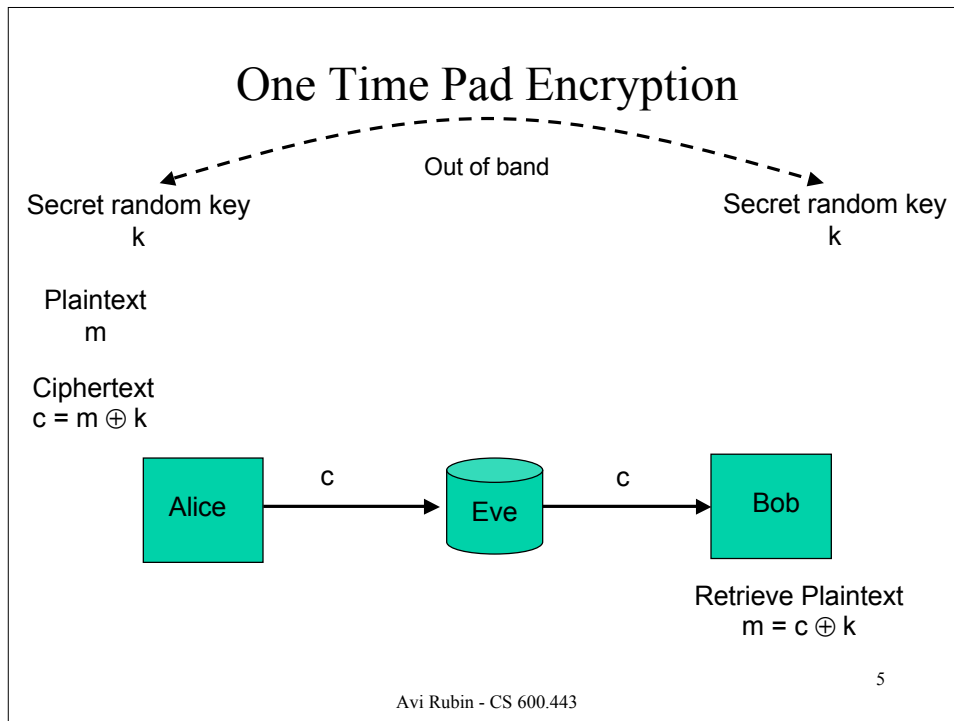 One Time Pad Encryption
Out of band
Secret random key
k
Secret random key
k
Plaintext
m
Ciphertext
c = m ⊕ k
Alice
c
Eve
c
Bob
Retrieve Plaintext
m = c ⊕ k
5
Avi Rubin - CS 600.443